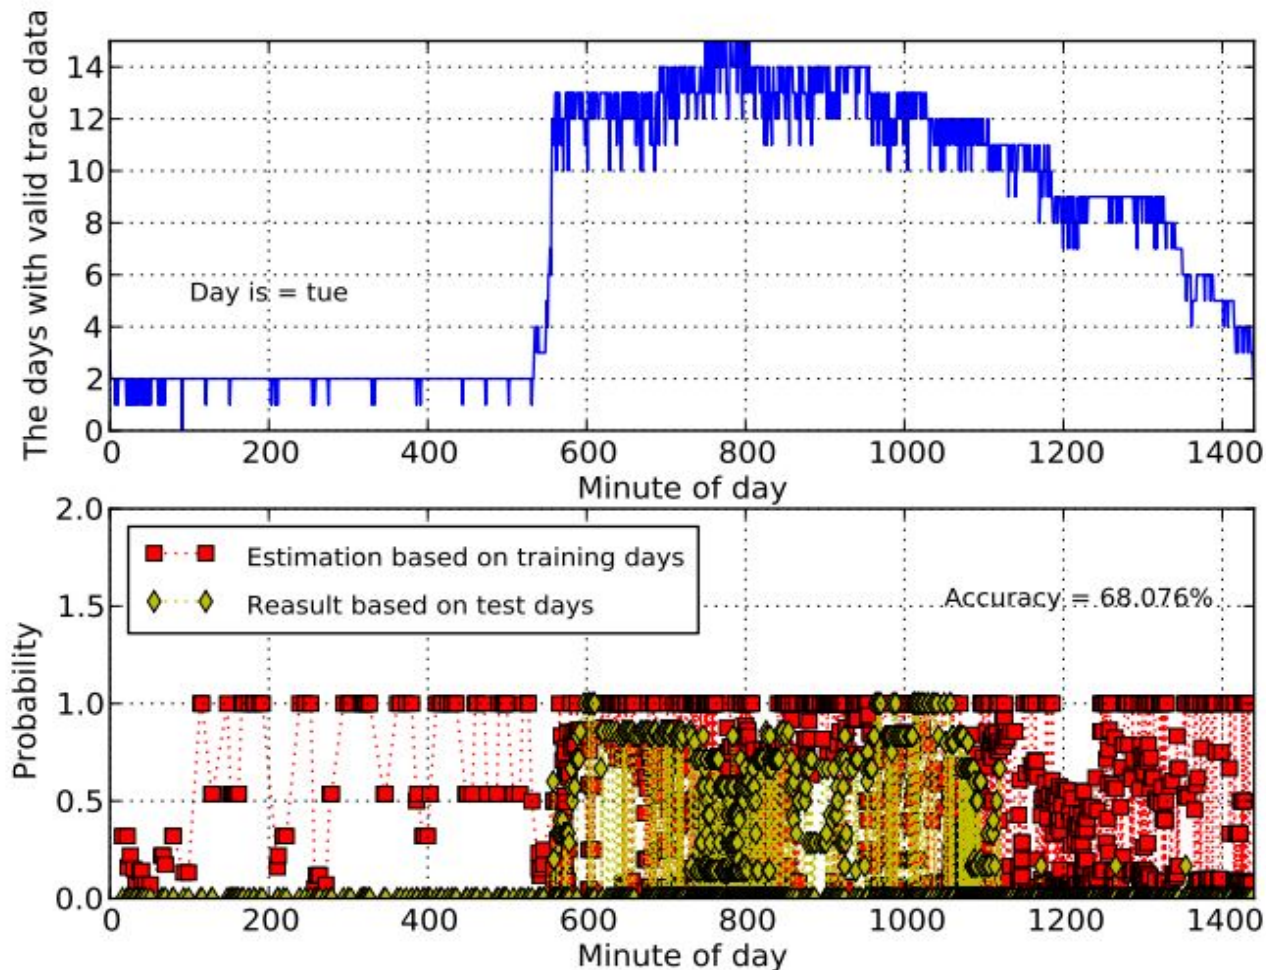 The days with valid trace data
14
12
10
8
6
4
2
0
Day is = tue
0 200 400 600 800 1000 1200 1400
Minute of day
Probability
2.0
1.5
1.0
0.5
0.0
Estimation based on training days
Reasult based on test days
Accuracy = 68.076%
0 200 400 600 800 1000 1200 1400
Minute of day